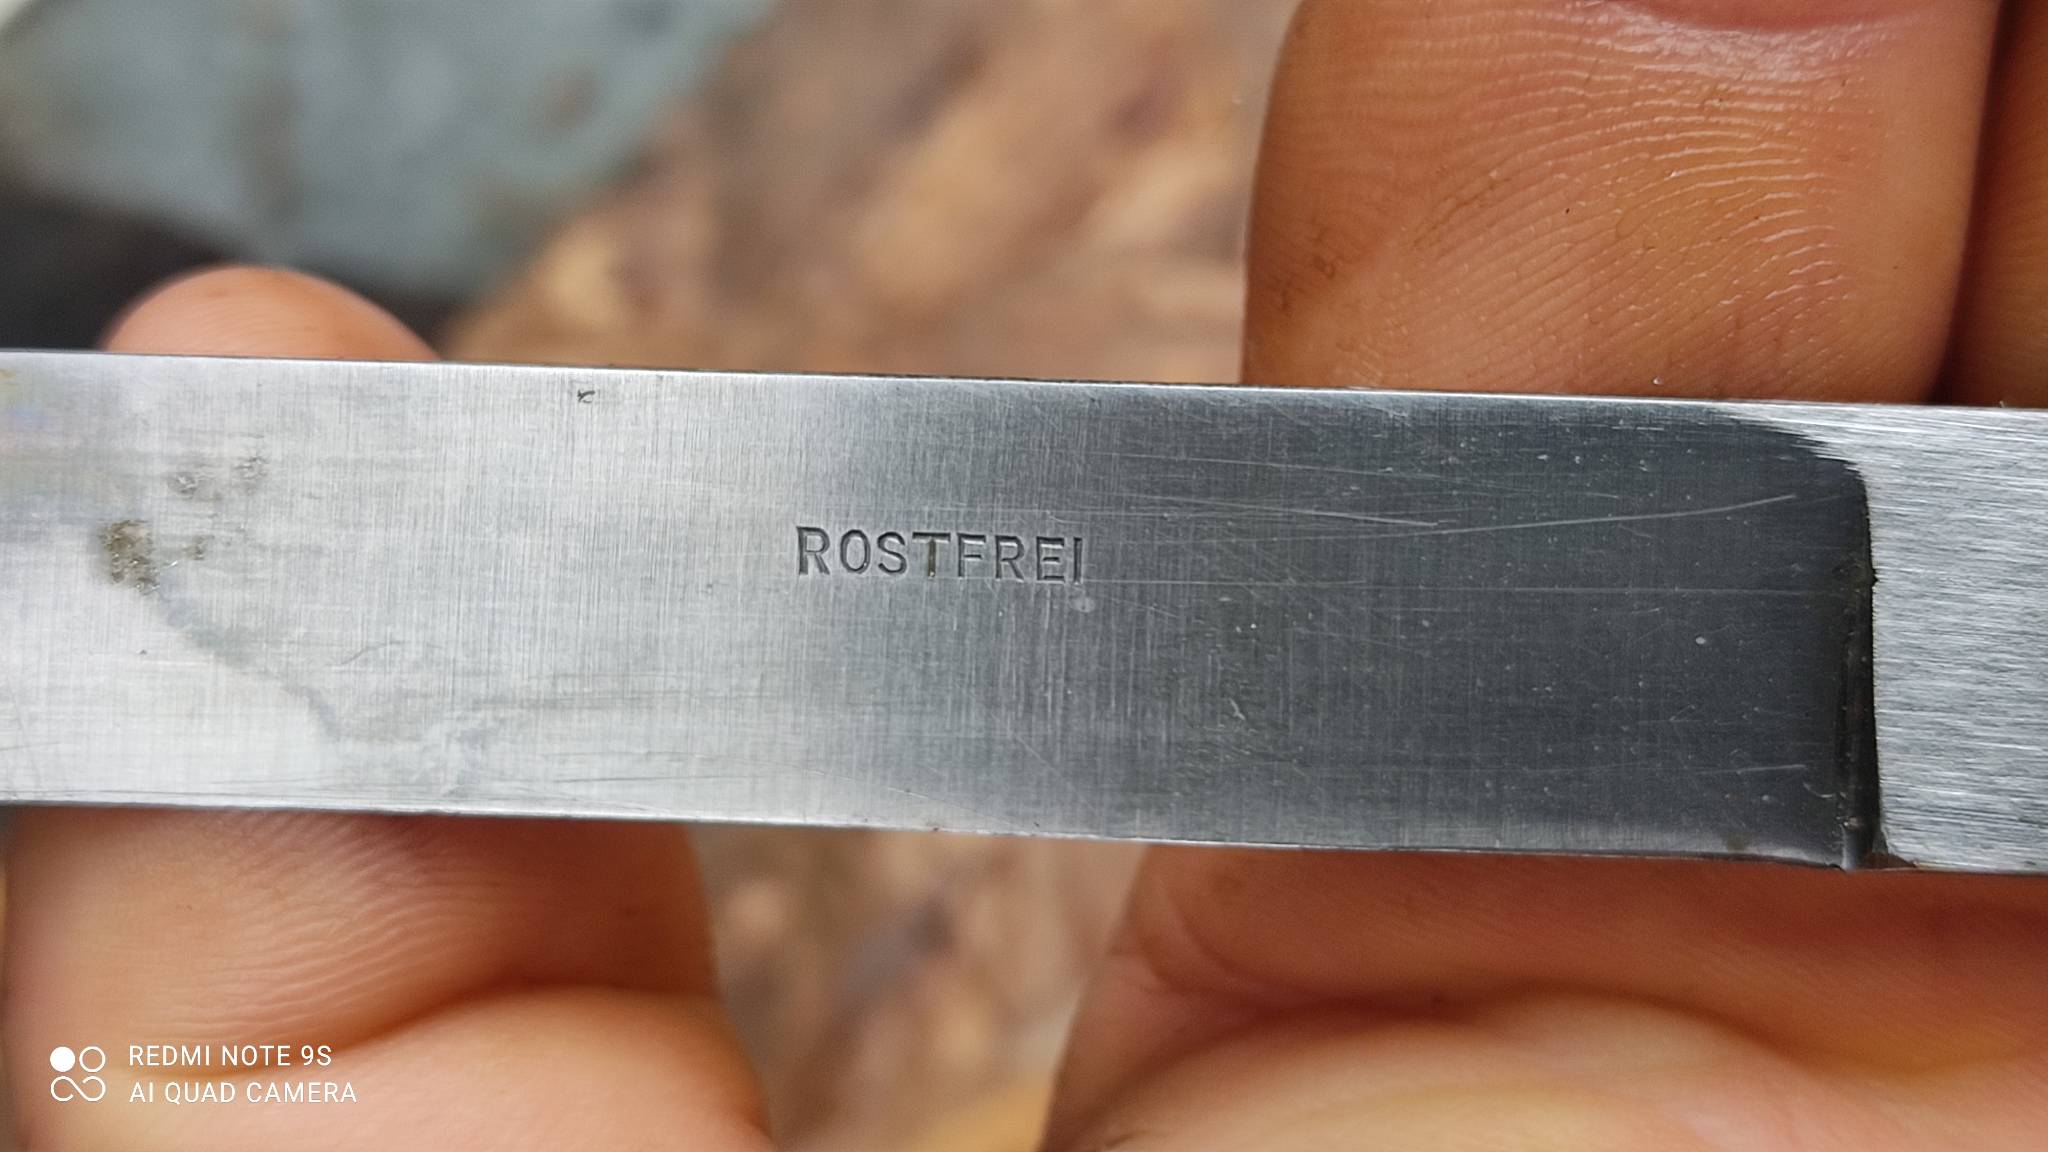 ROSTFREI
REDMI NOTE 9S
AI QUAD CAMERA